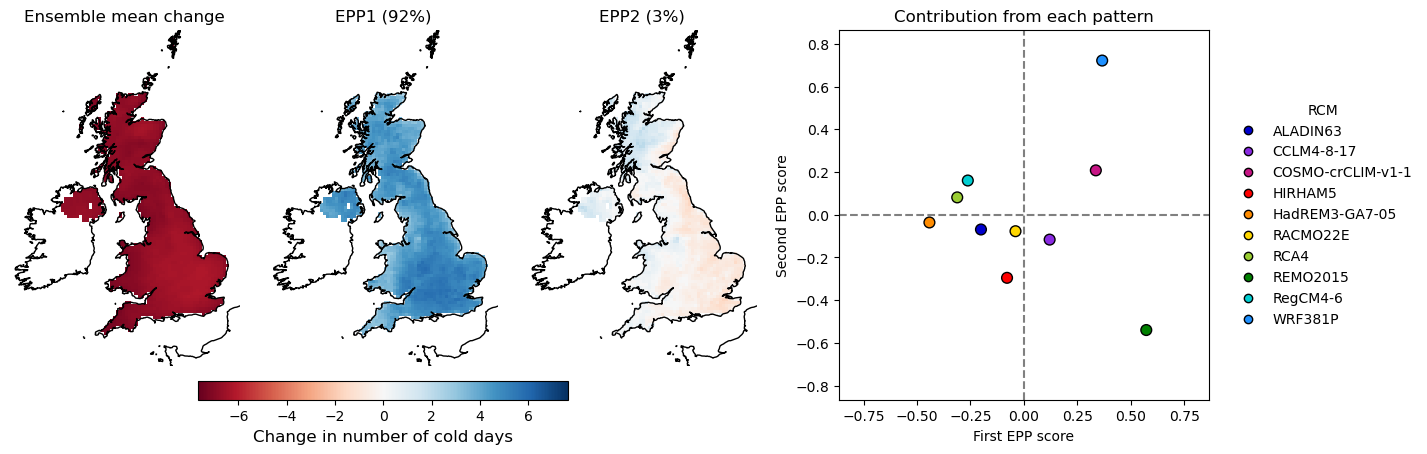 Ensemble mean change
EPP1 (92%)
EPP2 (3%)
−6 −4 −2 0 2 4 6
Change in number of cold days
Contribution from each pattern
Second EPP score
0.8
0.6
0.4
0.2
0.0
−0.2
−0.4
−0.6
−0.8
−0.75 −0.50 −0.25 0.00 0.25 0.50 0.75
First EPP score
RCM
ALADIN63
CCLM4-8-17
COSMO-crCLIM-v1-1
HIRHAM5
HadREM3-GA7-05
RACMO22E
RCA4
REMO2015
RegCM4-6
WRF381P